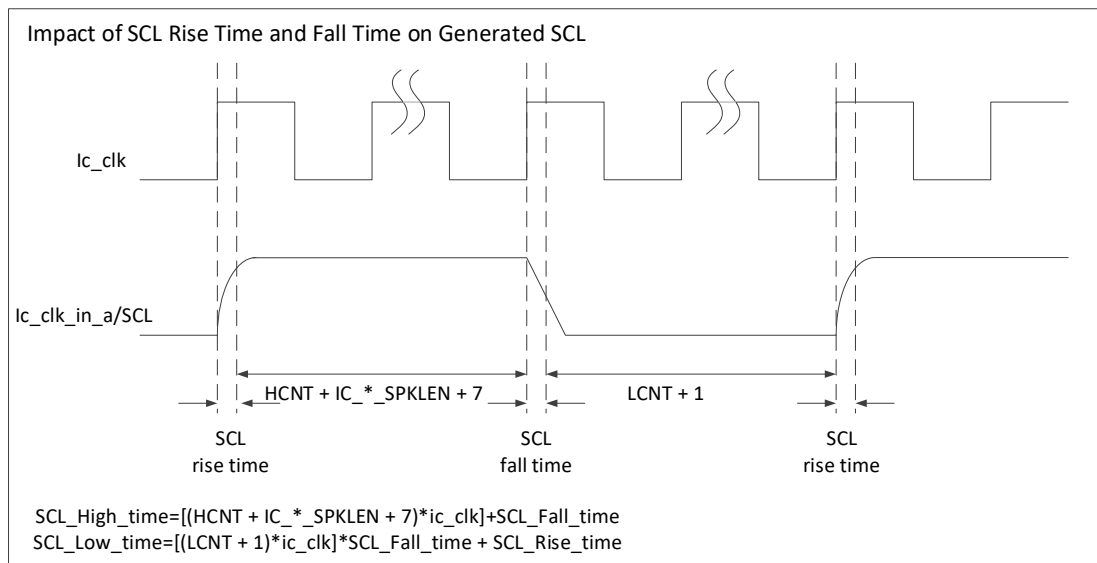 Impact of SCL Rise Time and Fall Time on Generated SCL
Ic_clk
Ic_clk_in_a/SCL
HCNT + IC_*_SPKLEN + 7
LCNT + 1
SCL
rise time
SCL
fall time
SCL
rise time
SCL_High_time=[(HCNT + IC_*_SPKLEN + 7)*ic_clk]+SCL_Fall_time
SCL_Low_time=[(LCNT + 1)*ic_clk]*SCL_Fall_time + SCL_Rise_time